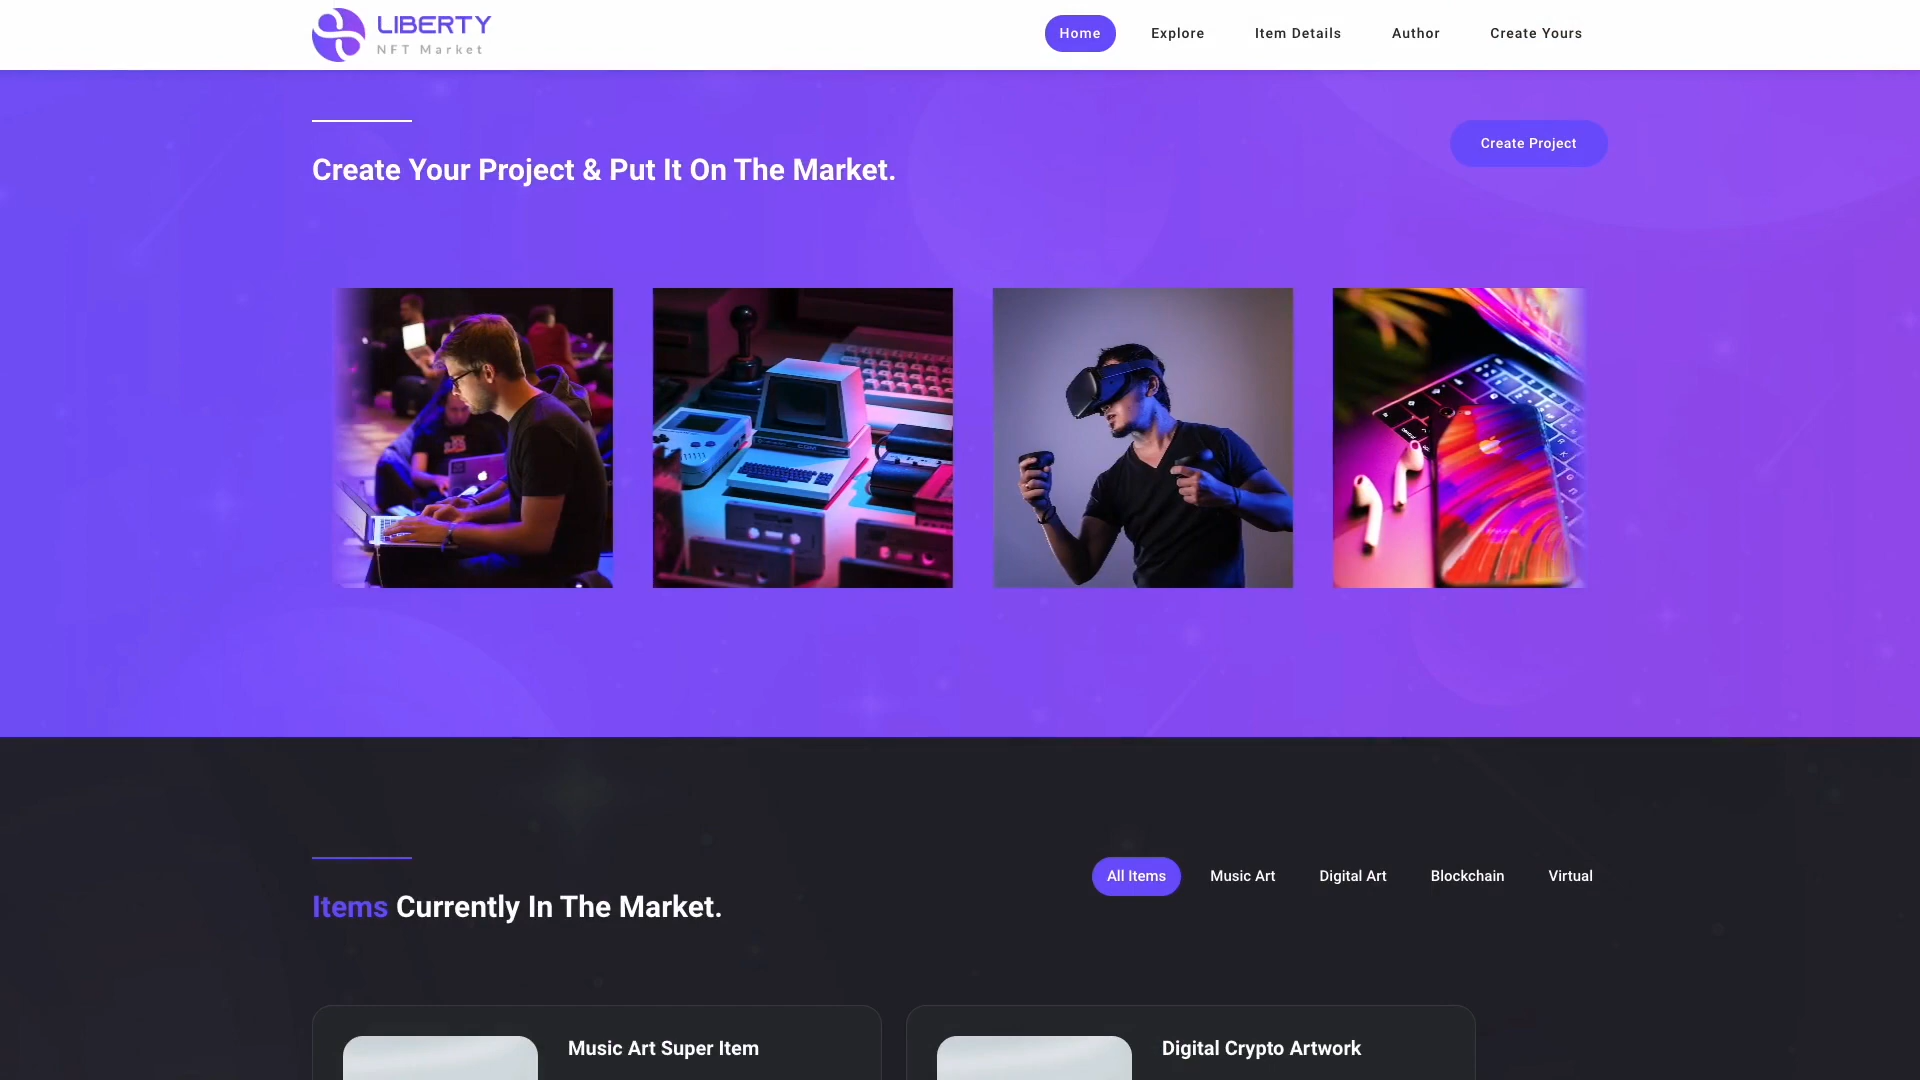 LIBERTY
NFT Market
Home
Explore
Item Details
Author
Create Yours
Create Your Project & Put It On The Market.
Create Project
Items Currently In The Market.
All Items
Music Art
Digital Art
Blockchain
Virtual
Music Art Super Item
Digital Crypto Artwork